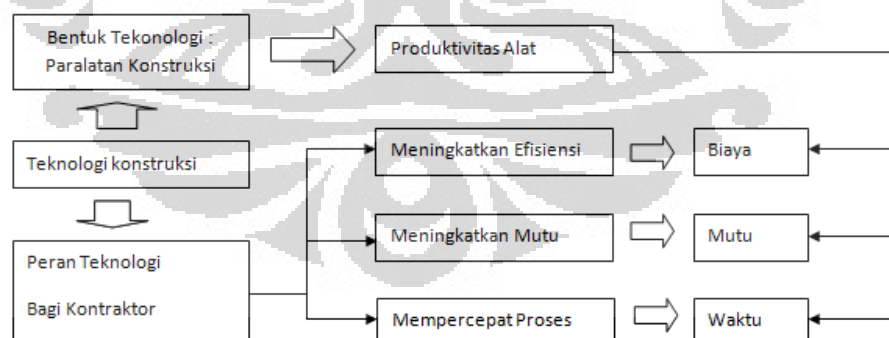 Bentuk Tekonologi :
Paralatan Konstruksi
Produktivitas Alat
Teknologi konstruksi
Meningkatkan Efisiensi
Biaya
Meningkatkan Mutu
Mutu
Peran Teknologi
Bagi Kontraktor
Mempercepat Proses
Waktu